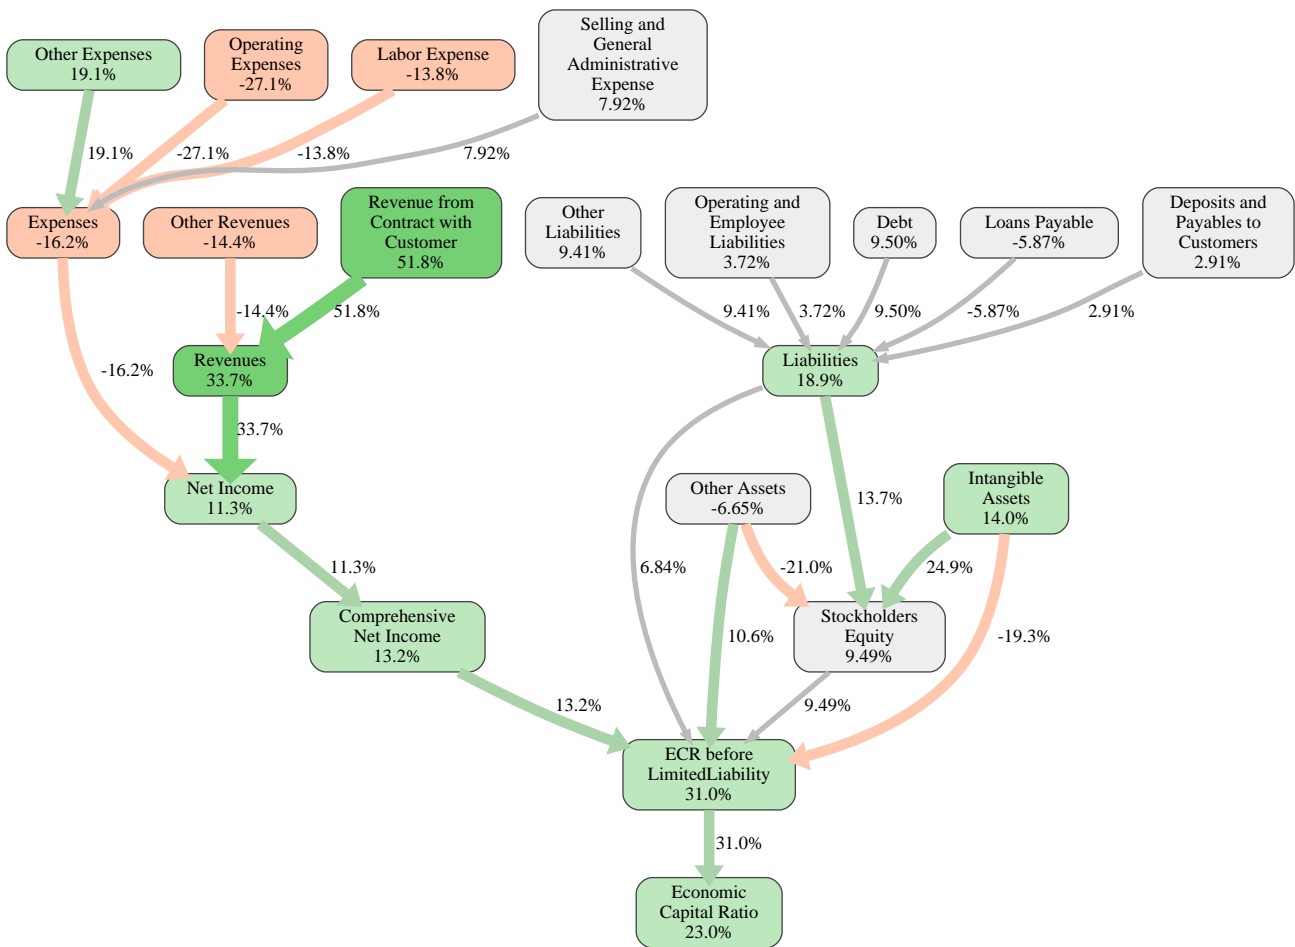 Selling and
General
Administrative
Expense
7.92%
Other Expenses
19.1%
Operating
Expenses
-27.1%
Labor Expense
-13.8%
19.1%
-27.1%
-13.8%
7.92%
Expenses
-16.2%
Other Revenues
-14.4%
Revenue from
Contract with
Customer
51.8%
Other
Liabilities
9.41%
Operating and
Employee
Liabilities
3.72%
Debt
9.50%
Loans Payable
-5.87%
Deposits and
Payables to
Customers
2.91%
-14.4%
51.8%
9.41%
3.72%
9.50%
-5.87%
2.91%
-16.2%
Revenues
33.7%
Liabilities
18.9%
33.7%
Net Income
11.3%
Other Assets
-6.65%
13.7%
Intangible
Assets
14.0%
11.3%
6.84%
-21.0%
24.9%
Comprehensive
Net Income
13.2%
10.6%
Stockholders
Equity
9.49%
-19.3%
13.2%
9.49%
ECR before
LimitedLiability
31.0%
31.0%
Economic
Capital Ratio
23.0%